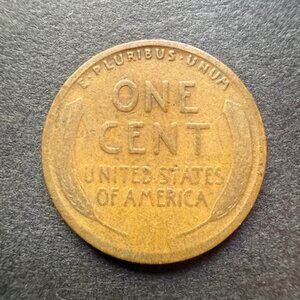 E·PLURIBUS·UNUM
ONE
CENT
UNITED STATES
OF AMERICA